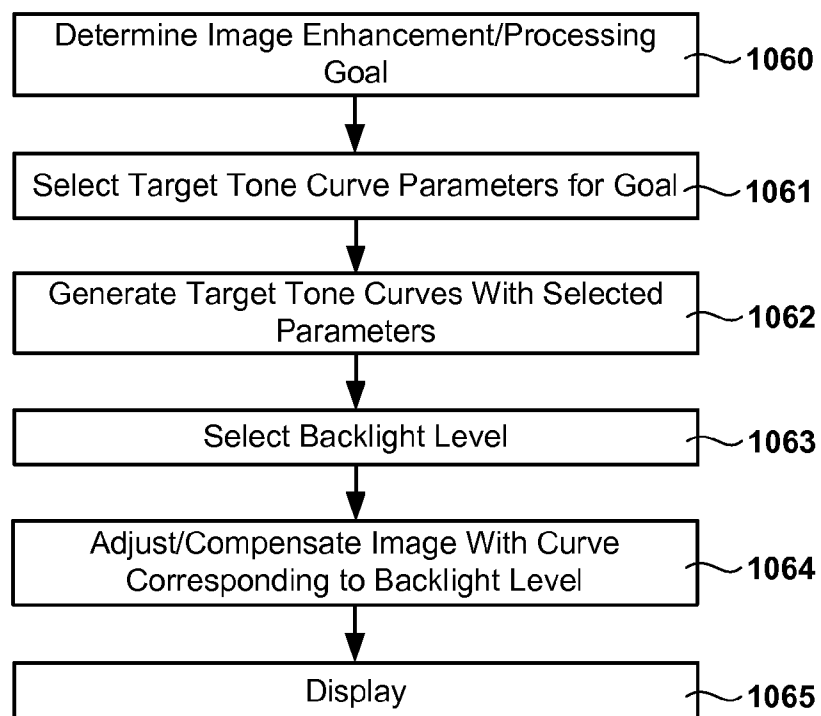 Determine Image Enhancement/Processing
Goal
1060
Select Target Tone Curve Parameters for Goal
1061
Generate Target Tone Curves With Selected
Parameters
1062
Select Backlight Level
1063
Adjust/Compensate Image With Curve
Corresponding to Backlight Level
1064
Display
1065